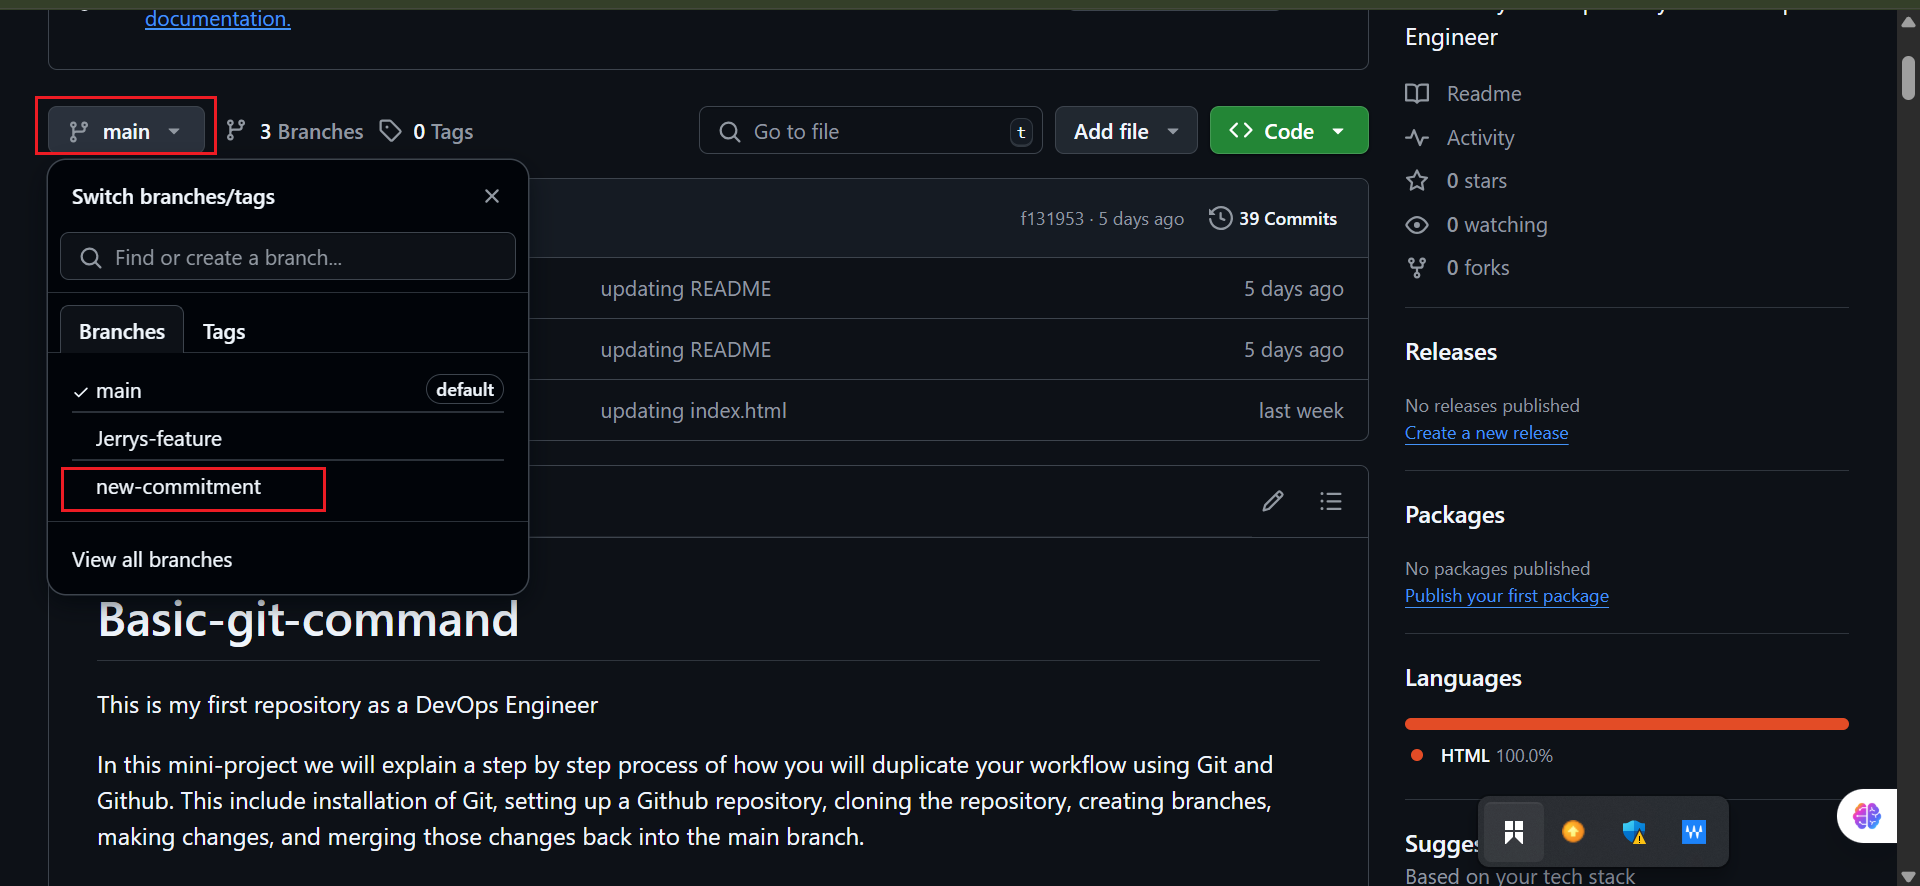 documentation.
Engineer
main
3 Branches
0 Tags
Go to file
t
Add file
Code
Readme
Activity
0 stars
0 watching
0 forks
Switch branches/tags
Find or create a branch...
Branches
Tags
main
default
Jerrys-feature
new-commitment
View all branches
f131953 · 5 days ago
39 Commits
updating README
5 days ago
updating README
5 days ago
updating index.html
last week
Releases
No releases published
Create a new release
Packages
No packages published
Publish your first package
Languages
HTML 100.0%
Basic-git-command
This is my first repository as a DevOps Engineer
In this mini-project we will explain a step by step process of how you will duplicate your workflow using Git and
Github. This include installation of Git, setting up a Github repository, cloning the repository, creating branches,
making changes, and merging those changes back into the main branch.
Based on your tech stack